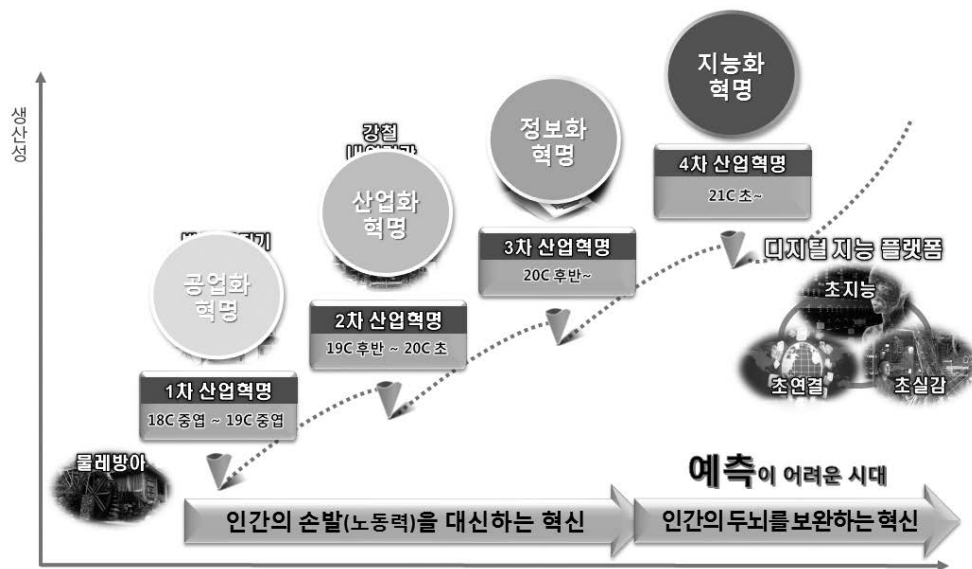 생산성
지능화
혁명
4차 산업혁명
21C 초~
정보화
혁명
3차 산업혁명
20C 후반~
강철
산업화
혁명
2차 산업혁명
19C 후반 ~ 20C 초
공업화
혁명
1차 산업혁명
18C 중엽 ~ 19C 중엽
물레방아
디지털 지능 플랫폼
초지능
초연결
초실감
예측이 어려운 시대
인간의 손발(노동력)을 대신하는 혁신
인간의 두뇌를 보완하는 혁신